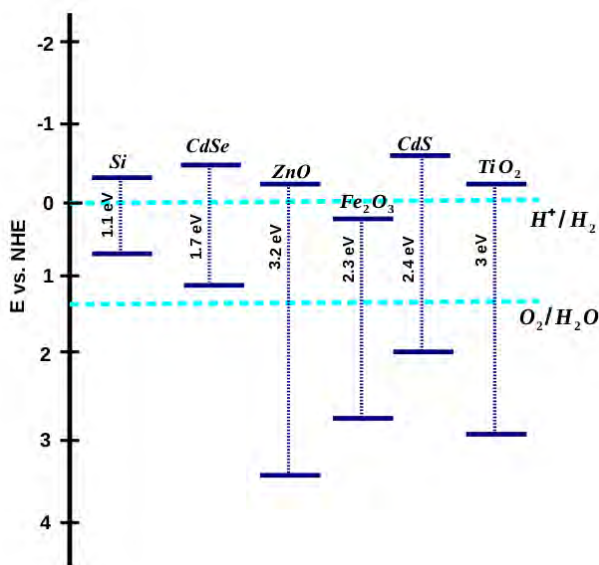 -2
-1
0
1
2
3
4
E vs. NHE
Si
1.1 eV
CdSe
1.7 eV
ZnO
3.2 eV
Fe₂O₃
2.3 eV
CdS
2.4 eV
TiO₂
3 eV
H⁺/H₂
O₂/H₂O